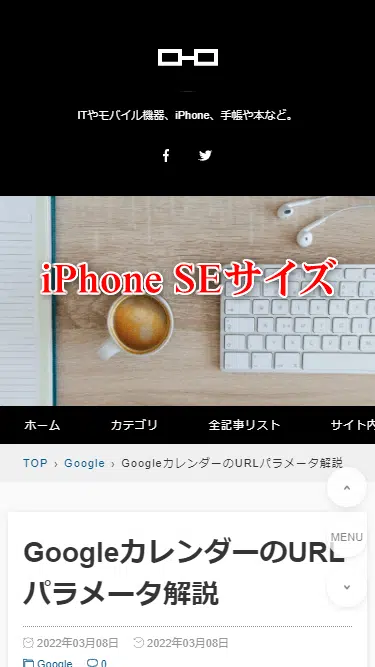 ITやモバイル機器、iPhone、手帳や本など。
iPhone SEサイズ
ホーム カテゴリ 全記事リスト サイト内
TOP › Google › GoogleカレンダーのURLパラメータ解説
GoogleカレンダーのURL
パラメータ解説
MENU
2022年03月08日 2022年03月08日
Google 0